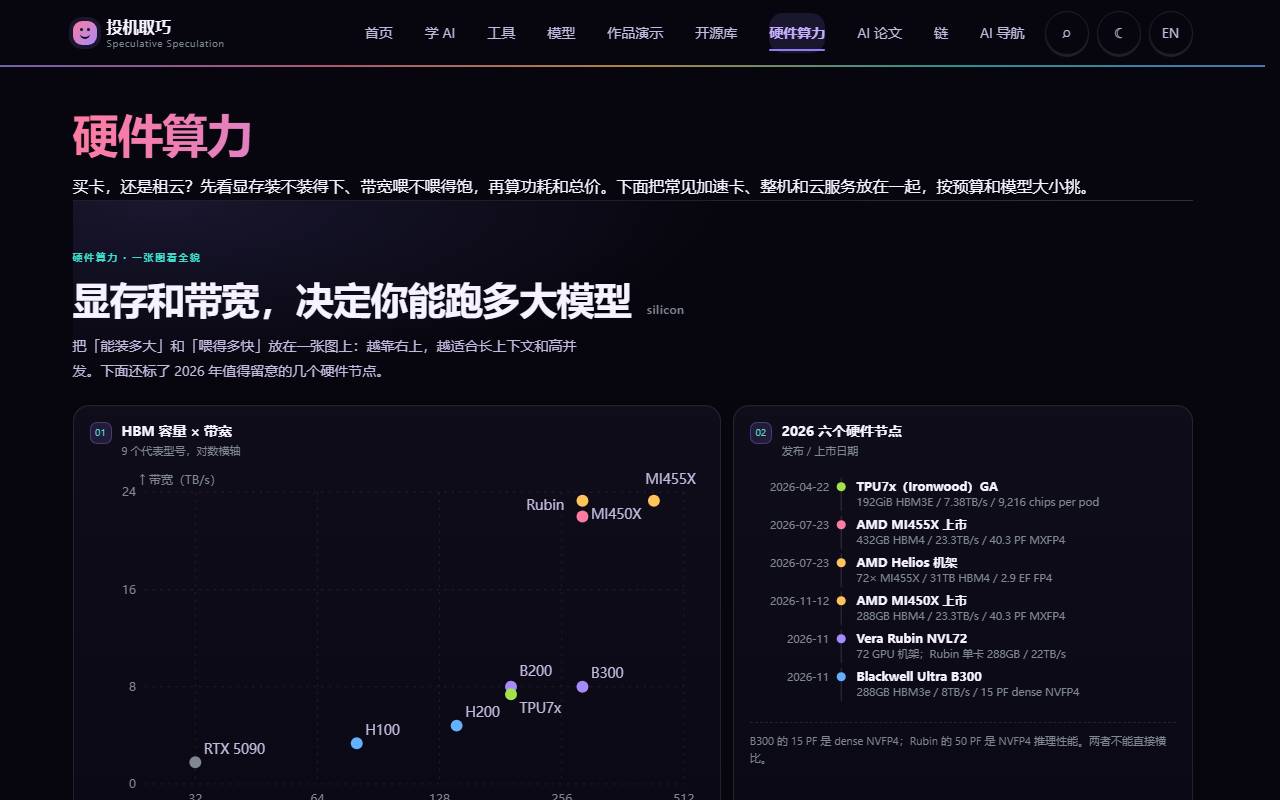 投机取巧
Speculative Speculation
首页 学 AI 工具 模型 作品演示 开源库 硬件算力 AI 论文 链 AI 导航 EN
硬件算力
买卡，还是租云？先看显存装不装得下、带宽喂不喂得饱，再算功耗和总价。下面把常见加速卡、整机和云服务放在一起，按预算和模型大小挑。
硬件算力 · 一张图看全貌
显存和带宽，决定你能跑多大模型 silicon
把「能装多大」和「喂得多快」放在一张图上：越靠右上，越适合长上下文和高并
发。下面还标了 2026 年值得留意的几个硬件节点。
01 HBM 容量 × 带宽
9 个代表型号，对数横轴
↑ 带宽（TB/s）
MI455X
24
Rubin
MI450X
16
B200
B300
8
TPU7x
H200
H100
RTX 5090
0
32 64 128 256 512
02 2026 六个硬件节点
发布 / 上市日期
2026-04-22 TPU7x（Ironwood）GA
192GiB HBM3E / 7.38TB/s / 9,216 chips per pod
2026-07-23 AMD MI455X 上市
432GB HBM4 / 23.3TB/s / 40.3 PF MXFP4
2026-07-23 AMD Helios 机架
72× MI455X / 31TB HBM4 / 2.9 EF FP4
2026-11-12 AMD MI450X 上市
288GB HBM4 / 23.3TB/s / 40.3 PF MXFP4
2026-11 Vera Rubin NVL72
72 GPU 机架；Rubin 单卡 288GB / 22TB/s
2026-11 Blackwell Ultra B300
288GB HBM3e / 8TB/s / 15 PF dense NVFP4
B300 的 15 PF 是 dense NVFP4；Rubin 的 50 PF 是 NVFP4 推理性能。两者不能直接横
比。